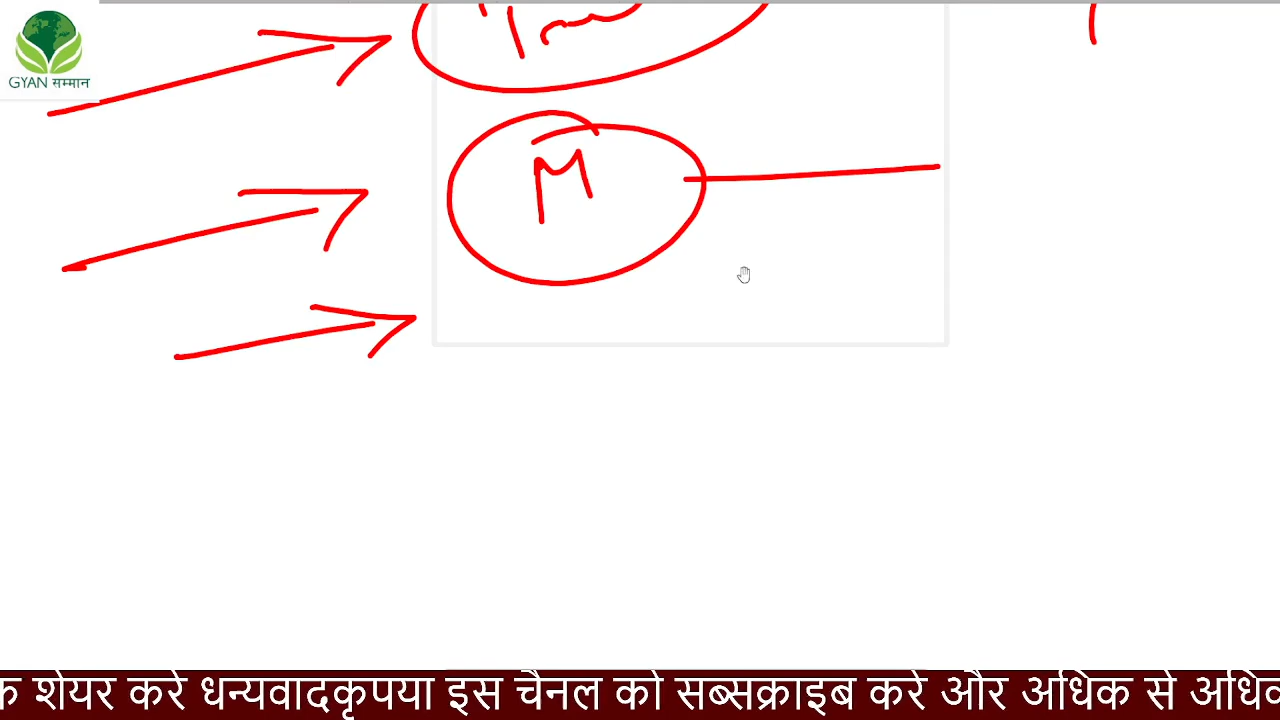 GYAN सम्मान
M
क शेयर करे धन्यवादकृपया इस चैनल को सब्सक्राइब करे और अधिक से अधिक